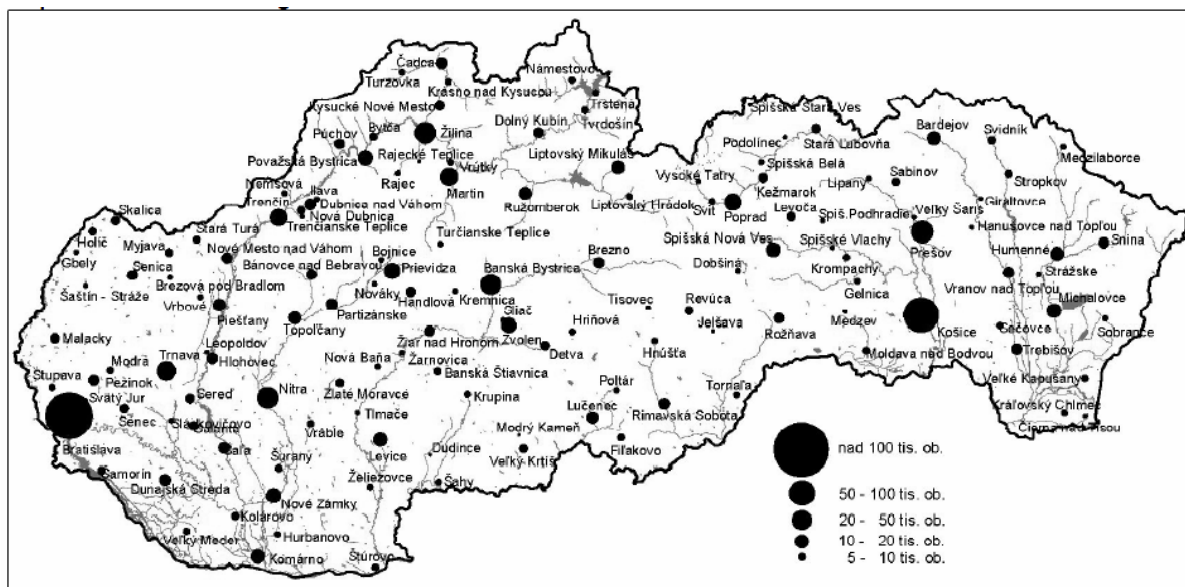 Čadca
Turzovka
Krásno nad Kysucou
Námestovo
Trstena
Tvrdošín
Kysucké Nové Mesto
Bytča
Púchov
Žilina
Dolný Kubín
Spišská Stará Ves
Podolínec
Stará Ľubovňa
Bardejov
Svidník
Medzilaborce
Považská Bystrica
Rajecké Teplice
Vrútky
Rajec
Martin
Liptovský Mikuláš
Vysoké Tatry
Spišská Belá
Kežmarok
Lipany
Sabinov
Stropkov
Nemšová
Ilava
Dubnica nad Váhom
Trenčín
Nová Dubnica
Trenčianske Teplice
Ružomberok
Liptovský Hrádok
Svit
Poprad
Levoča
Spiš.Podhradie
Veľký Šariš
Giraltovce
Hanušovce nad Topľou
Skalica
Holíč
Gbely
Stará Turá
Myjava
Senica
Nové Mesto nad Váhom
Turčianske Teplice
Bojnice
Bánovce nad Bebravou
Prievidza
Banská Bystrica
Brezno
Spišská Nová Ves
Spišské Vlachy
Prešov
Humenné
Snina
Dobšiná
Krompachy
Gelnica
Strážske
Vranov nad Topľou
Michalovce
Šaštín - Stráže
Brezová pod Bradlom
Vrbové
Piešťany
Nováky
Handlová
Kremnica
Partizánske
Topoľčany
Sliač
Zvolen
Tisovec
Revúca
Jelšava
Hriňová
Rožňava
Medzev
Košice
Sečovce
Sobrance
Malacky
Modra
Trnava
Leopoldov
Hlohovec
Nová Baňa
Žiar nad Hronom
Žarnovica
Detva
Hnúšťa
Moldava nad Bodvou
Trebišov
Stupava
Pezinok
Svätý Jur
Senec
Sereď
Nitra
Zlaté Moravce
Banská Štiavnica
Krupina
Poltár
Tornaľa
Veľké Kapušany
Kráľovský Chlmec
Čierna nad Tisou
Bratislava
Sládkovičovo
Galanta
Šaľa
Vráble
Tlmače
Levice
Modrý Kameň
Lučenec
Rimavská Sobota
Šamorín
Dunajská Streda
Šurany
Želiezovce
Dudince
Veľký Krtíš
Fiľakovo
Šahy
Nové Zámky
Kolárovo
Veľký Meder
Hurbanovo
Komárno
Štúrovo
nad 100 tis. ob.
50 - 100 tis. ob.
20 - 50 tis. ob.
10 - 20 tis. ob.
5 - 10 tis. ob.